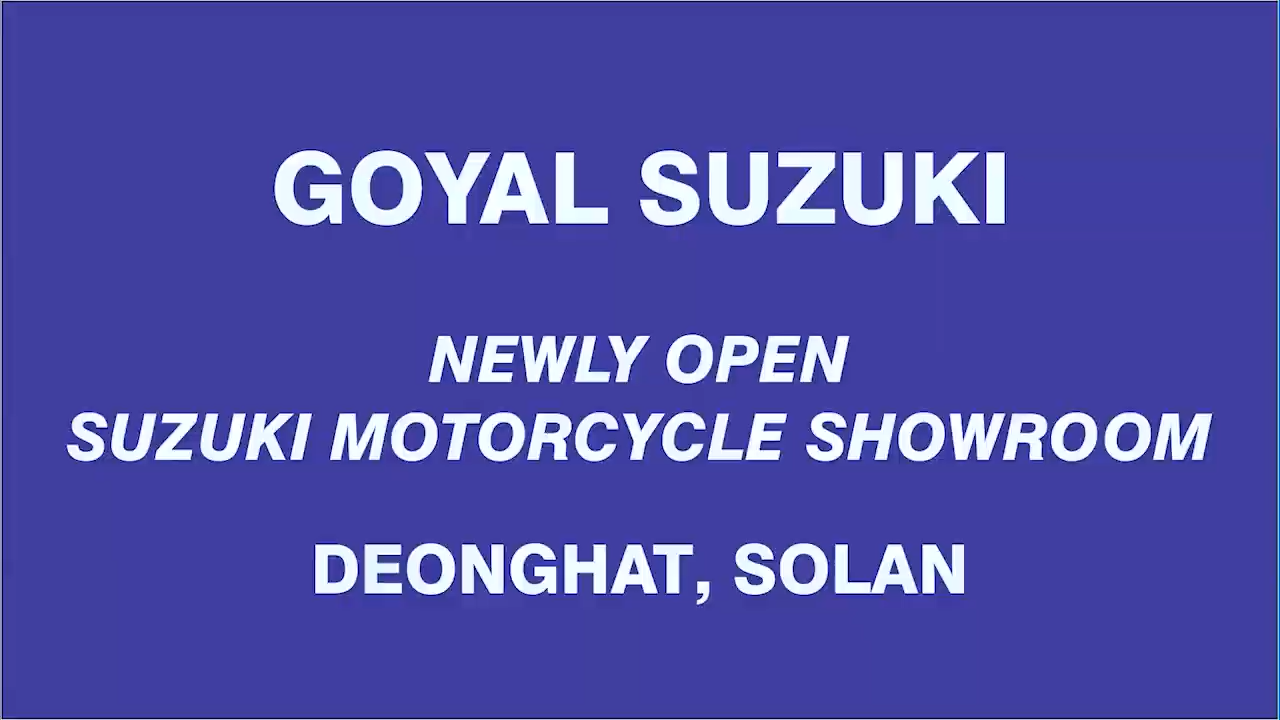 GOYAL SUZUKI
NEWLY OPEN
SUZUKI MOTORCYCLE SHOWROOM
DEONGHAT, SOLAN